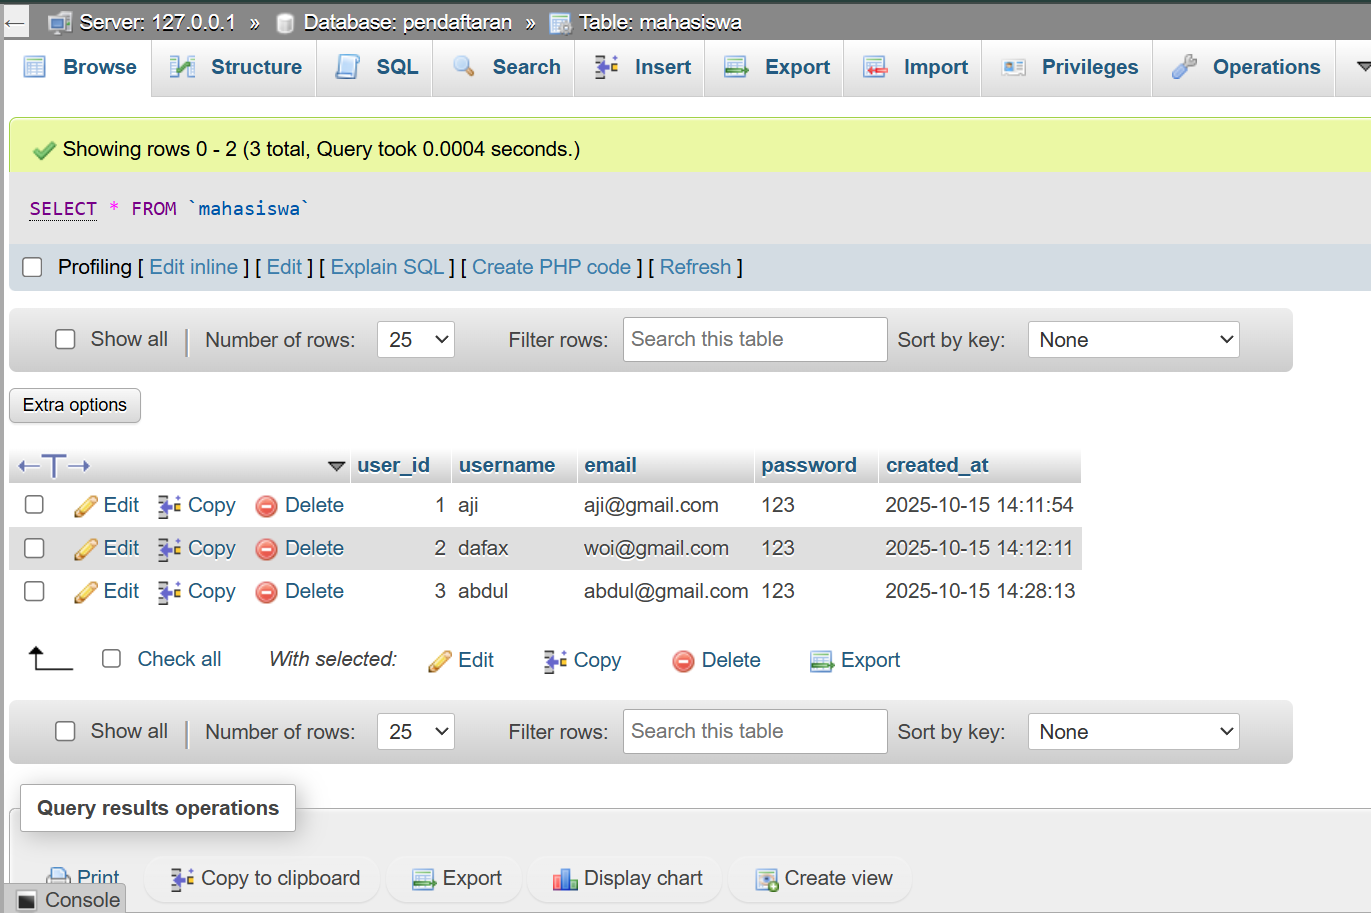 Server: 127.0.0.1 » Database: pendaftaran » Table: mahasiswa
Browse Structure SQL Search Insert Export Import Privileges Operations
Showing rows 0 - 2 (3 total, Query took 0.0004 seconds.)
SELECT * FROM `mahasiswa`
Profiling [ Edit inline ] [ Edit ] [ Explain SQL ] [ Create PHP code ] [ Refresh ]
Show all | Number of rows: 25 Filter rows: Search this table Sort by key: None
Extra options
←T→ user_id username email password created_at
Edit Copy Delete 1 aji aji@gmail.com 123 2025-10-15 14:11:54
Edit Copy Delete 2 dafax woi@gmail.com 123 2025-10-15 14:12:11
Edit Copy Delete 3 abdul abdul@gmail.com 123 2025-10-15 14:28:13
Check all With selected: Edit Copy Delete Export
Show all | Number of rows: 25 Filter rows: Search this table Sort by key: None
Query results operations
Print Copy to clipboard Export Display chart Create view
Console